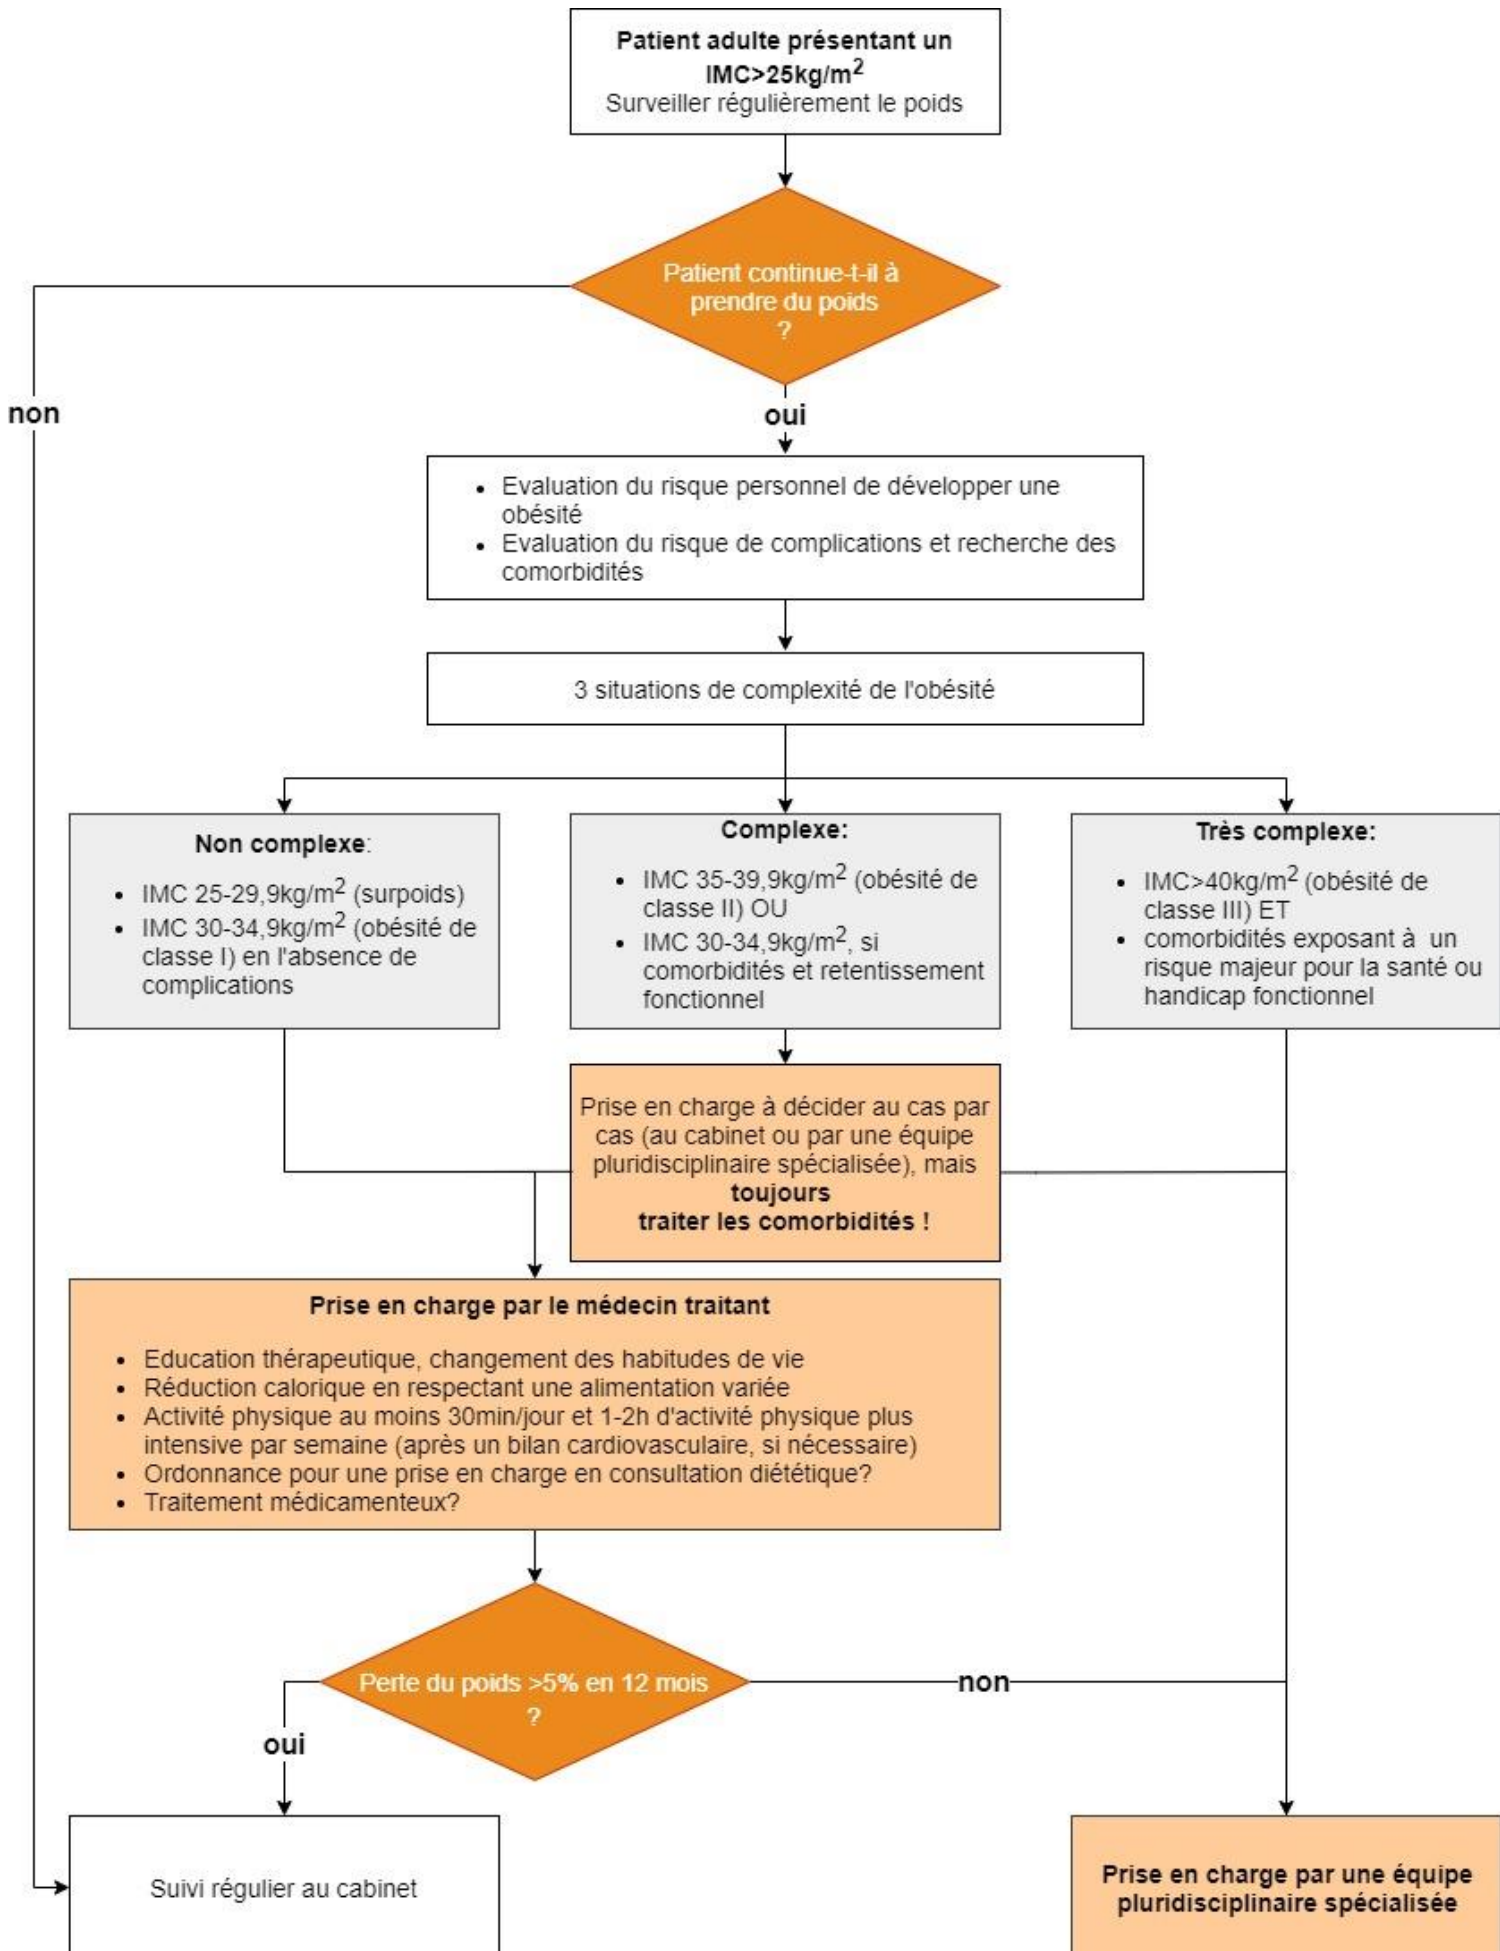 Patient adulte présentant un
IMC>25kg/m²
Surveiller régulièrement le poids
Patient continue-t-il à
prendre du poids
?
non
oui
• Evaluation du risque personnel de développer une
obésité
• Evaluation du risque de complications et recherche des
comorbidités
3 situations de complexité de l'obésité
Non complexe:
• IMC 25-29,9kg/m² (surpoids)
• IMC 30-34,9kg/m² (obésité de
classe I) en l'absence de
complications
Complexe:
• IMC 35-39,9kg/m² (obésité de
classe II) OU
• IMC 30-34,9kg/m², si
comorbidités et retentissement
fonctionnel
Très complexe:
• IMC>40kg/m² (obésité de
classe III) ET
• comorbidités exposant à un
risque majeur pour la santé ou
handicap fonctionnel
Prise en charge à décider au cas par
cas (au cabinet ou par une équipe
pluridisciplinaire spécialisée), mais
toujours
traiter les comorbidités !
Prise en charge par le médecin traitant
• Education thérapeutique, changement des habitudes de vie
• Réduction calorique en respectant une alimentation variée
• Activité physique au moins 30min/jour et 1-2h d'activité physique plus
intensive par semaine (après un bilan cardiovasculaire, si nécessaire)
• Ordonnance pour une prise en charge en consultation diététique?
• Traitement médicamenteux?
Perte du poids >5% en 12 mois
?
non
oui
Suivi régulier au cabinet
Prise en charge par une équipe
pluridisciplinaire spécialisée